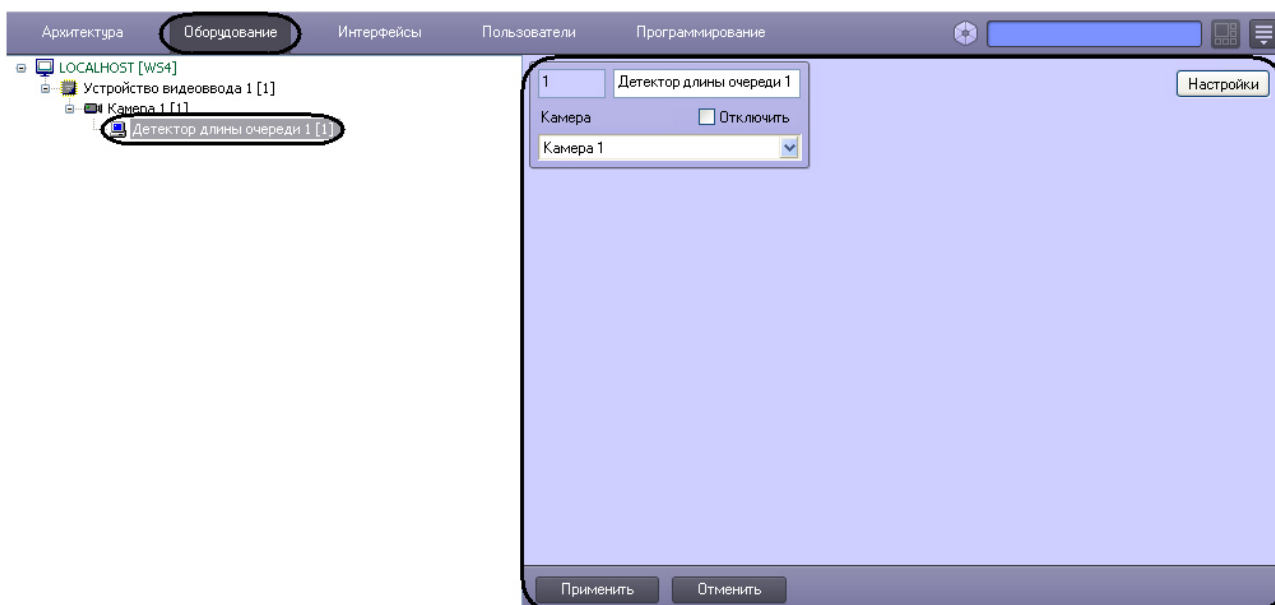 Архитектура Оборудование Интерфейсы Пользователи Программирование
LOCALHOST [WS4]
Устройство видеоввода 1 [1]
Камера 1 [1]
Детектор длины очереди 1 [1]
1 Детектор длины очереди 1 Настройки
Камера Отключить
Камера 1
Применить Отменить